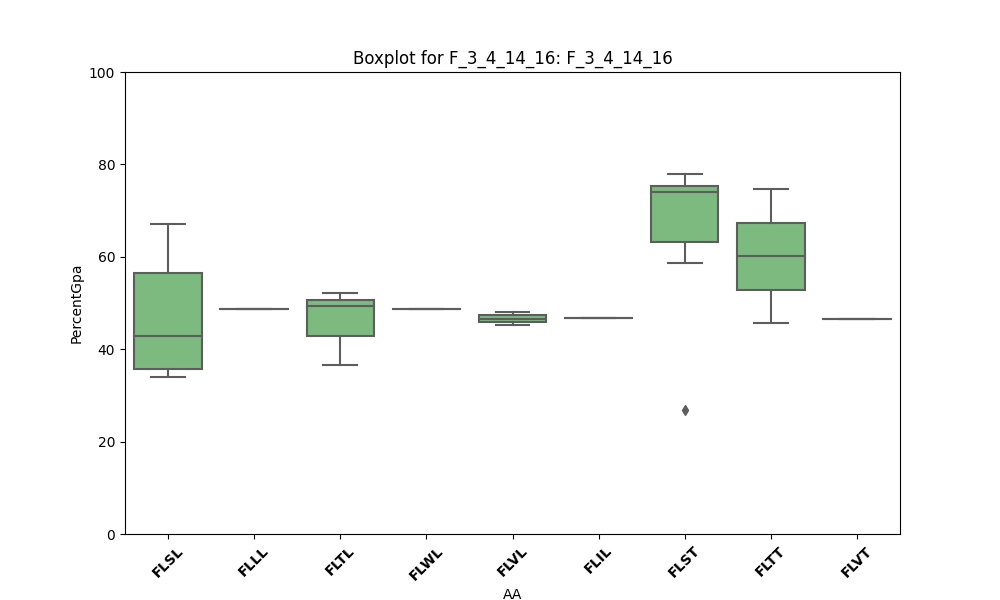 Boxplot for F_3_4_14_16: F_3_4_14_16
100
80
60
40
20
0
PercentGpa
FLSL
FLLL
FLTL
FLWL
FLVL
FLIL
FLST
FLTT
FLVT
AA